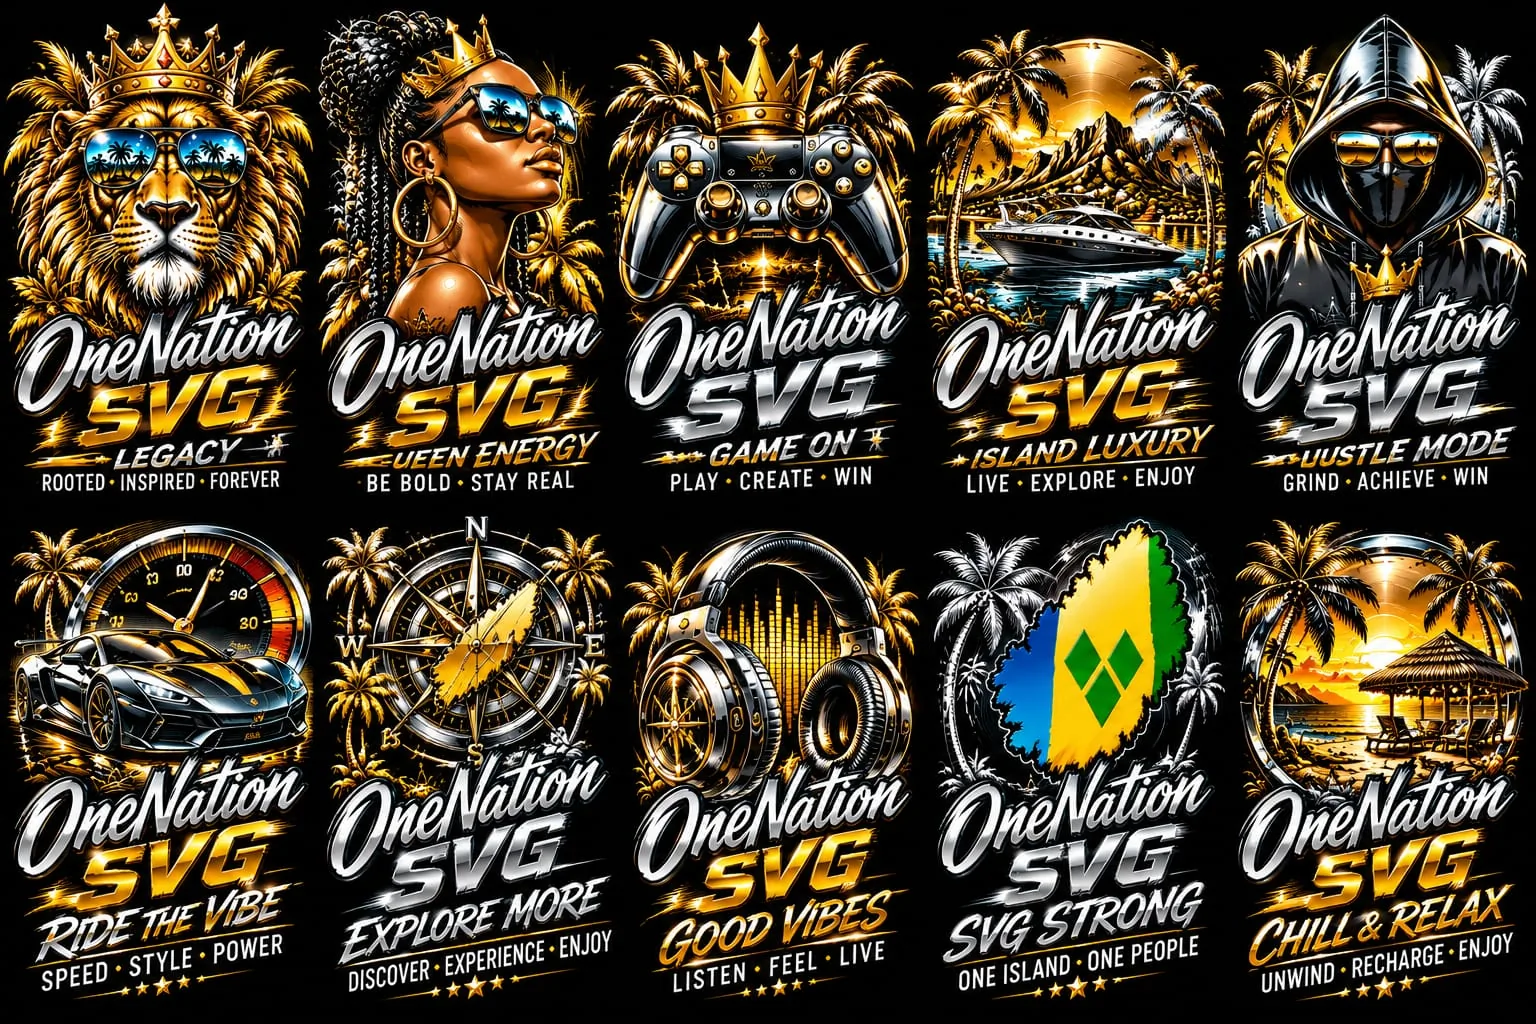 OneNation
SVG
LEGACY
ROOTED · INSPIRED · FOREVER
OneNation
SVG
UEEN ENERGY
BE BOLD · STAY REAL
OneNation
SVG
GAME ON
PLAY · CREATE · WIN
OneNation
SVG
ISLAND LUXURY
LIVE · EXPLORE · ENJOY
OneNation
SVG
UUSTLE MODE
GRIND · ACHIEVE · WIN
OneNation
SVG
RIDE THE VIBE
SPEED · STYLE · POWER
N
W
E
S
OneNation
SVG
EXPLORE MORE
DISCOVER · EXPERIENCE · ENJOY
OneNation
SVG
GOOD VIBES
LISTEN · FEEL · LIVE
OneNation
SVG
SVG STRONG
ONE ISLAND · ONE PEOPLE
OneNation
SVG
CHILL & RELAX
UNWIND · RECHARGE · ENJOY